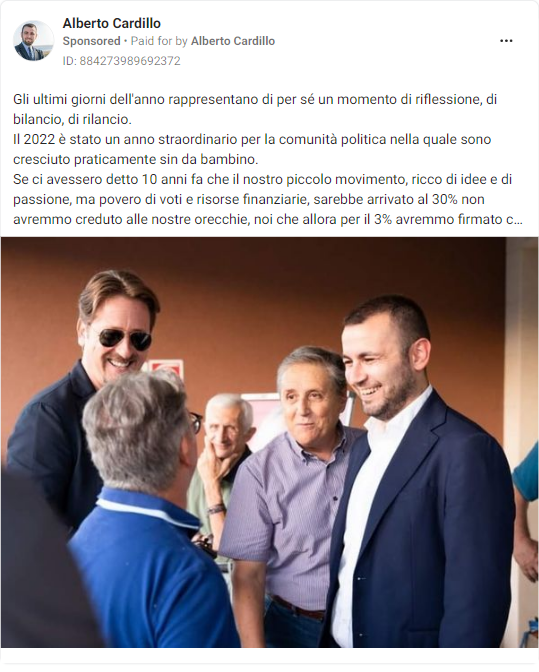 Alberto Cardillo
Sponsored • Paid for by Alberto Cardillo
ID: 884273989692372
Gli ultimi giorni dell'anno rappresentano di per sé un momento di riflessione, di
bilancio, di rilancio.
Il 2022 è stato un anno straordinario per la comunità politica nella quale sono
cresciuto praticamente sin da bambino.
Se ci avessero detto 10 anni fa che il nostro piccolo movimento, ricco di idee e di
passione, ma povero di voti e risorse finanziarie, sarebbe arrivato al 30% non
avremmo creduto alle nostre orecchie, noi che allora per il 3% avremmo firmato c...